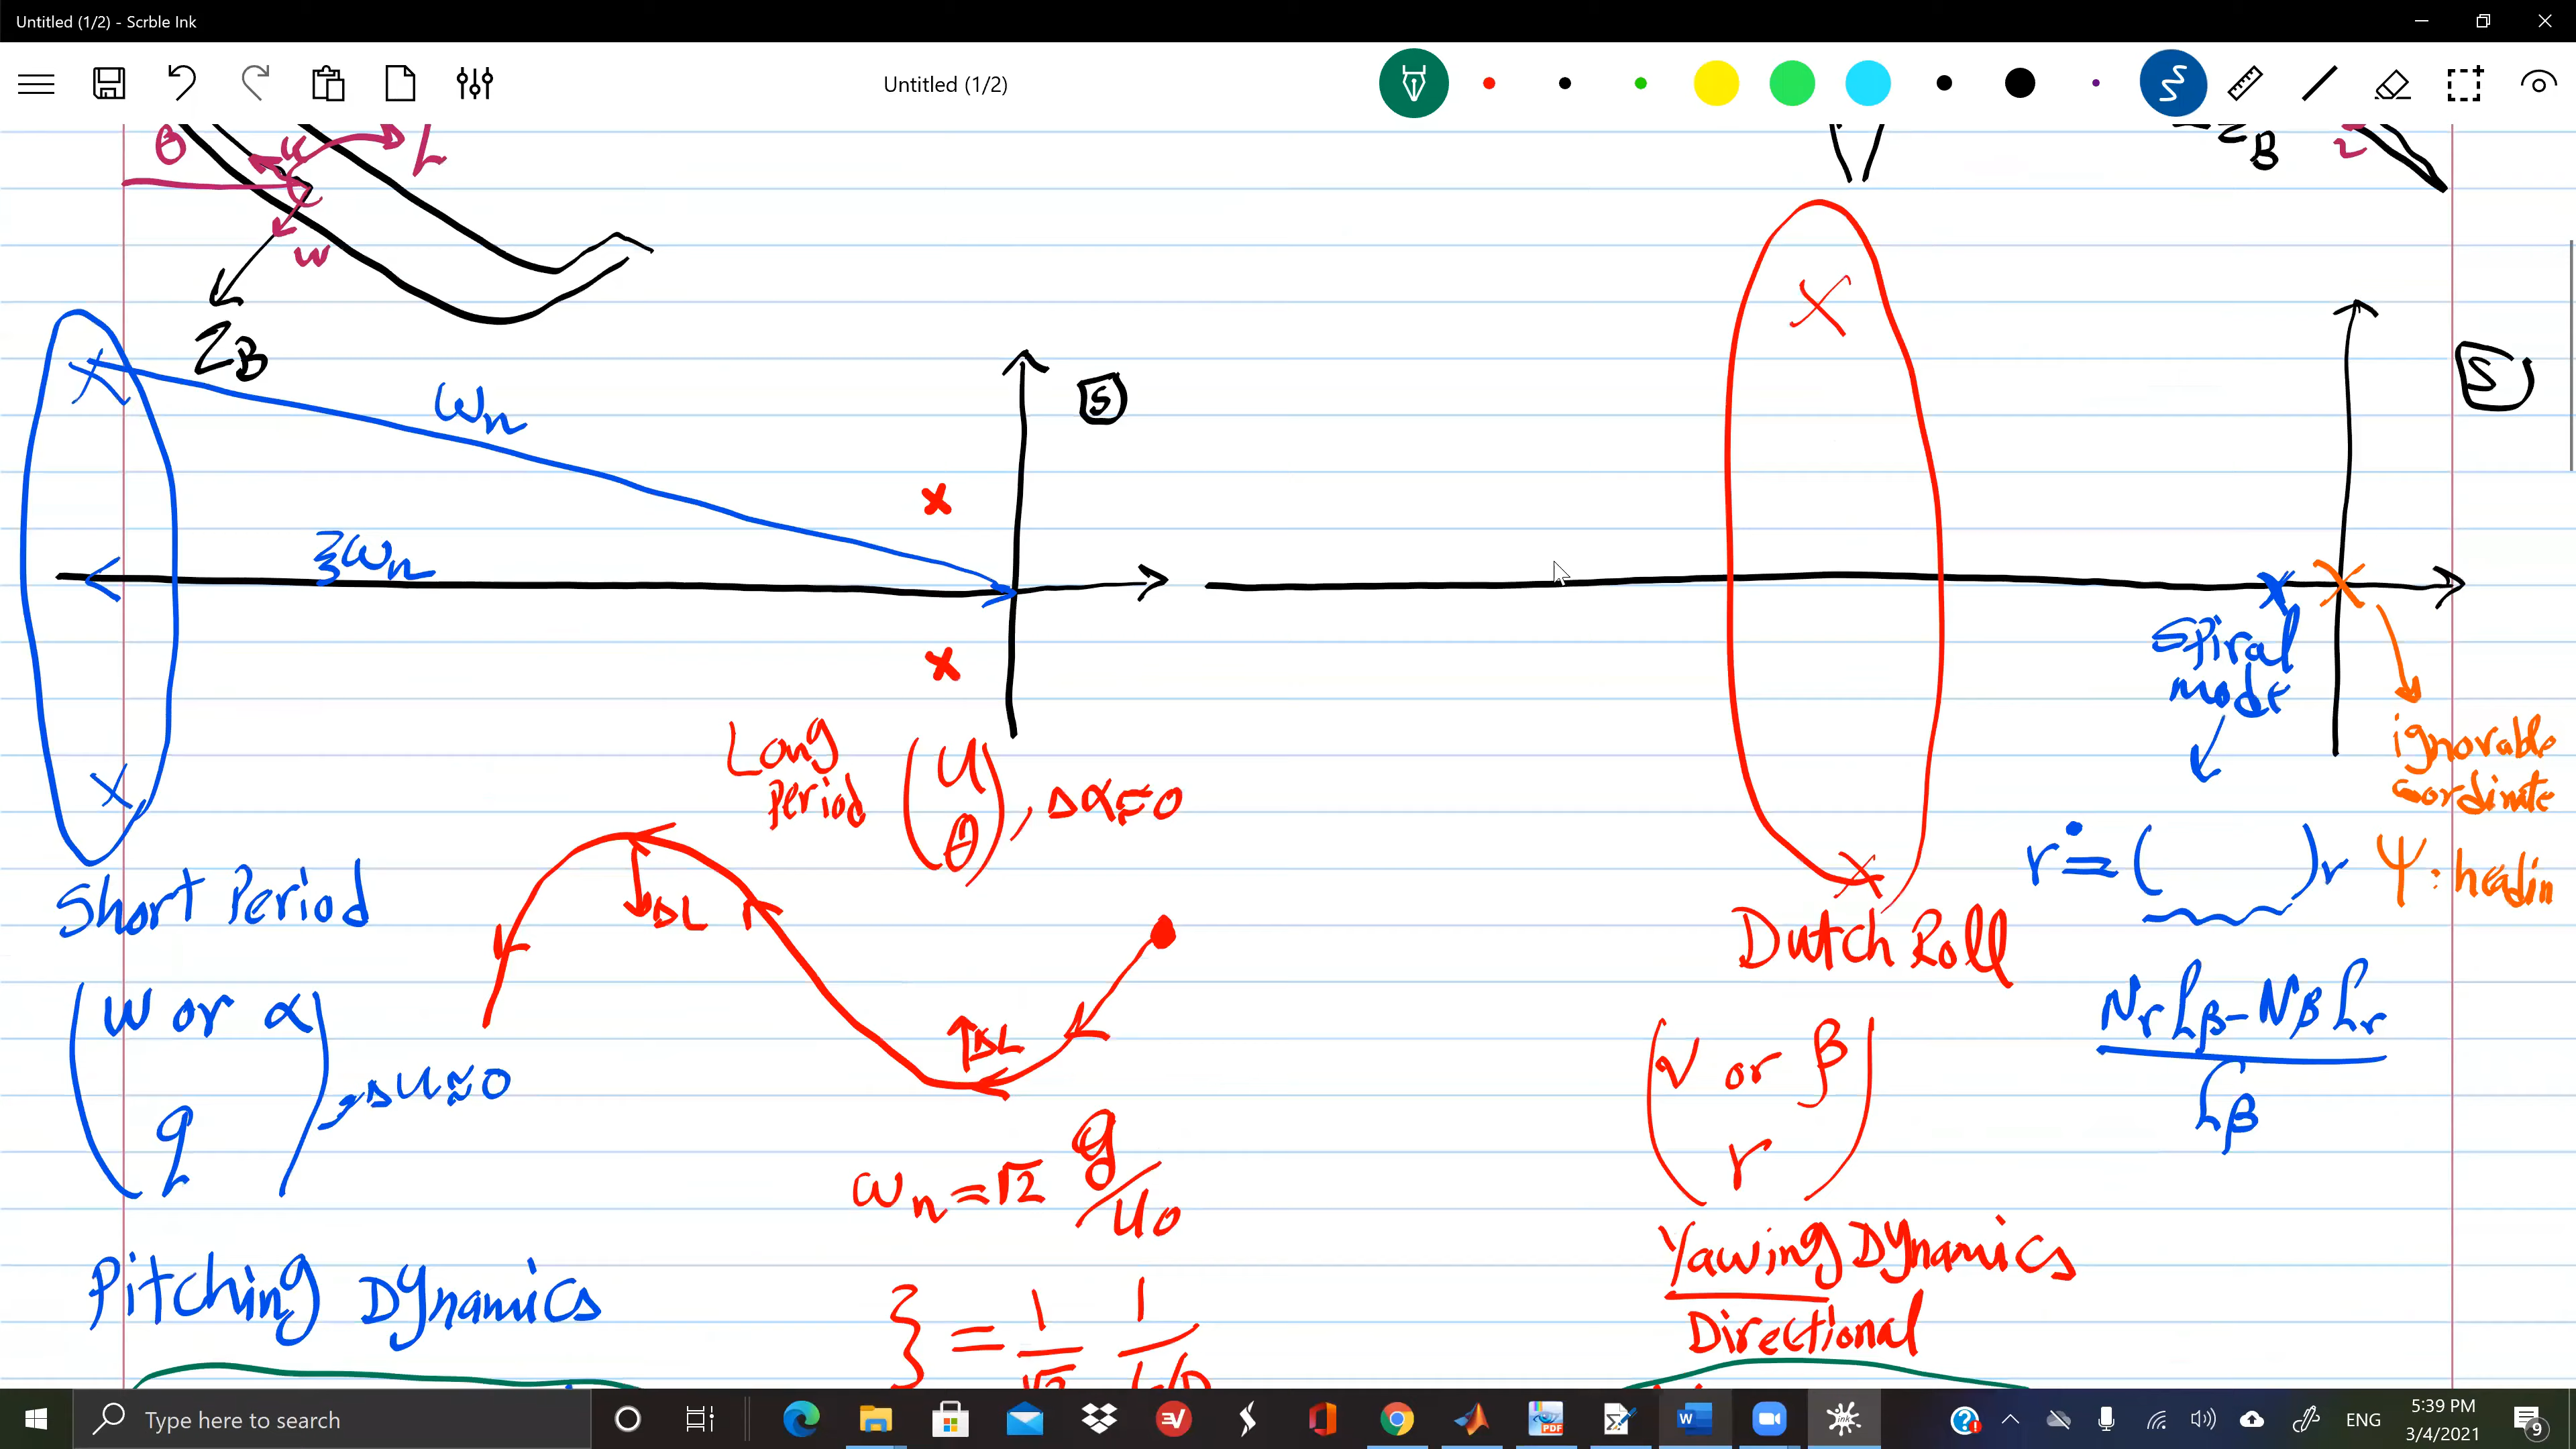 Untitled (1/2) - Scrble Ink
Untitled (1/2)
θ u L
w
Z_B
Z_B
2
ω_n
S
S
ξω_n
Spiral
mode
Long
Period
(U
θ), Δα≈0
ignorable
coordinate
ψ : headin
ṙ = ( )r
Short Period
ΔL
Dutch Roll
(w or α
q) → Δu≈0
ΔL
(v or β
r)
N_r L_β - N_β L_r
L_β
ω_n = √2 g/u_0
Yawing Dynamics
Directional
Pitching Dynamics
ξ = 1/√2 1/L/D
Type here to search
ENG
5:39 PM
3/4/2021
9